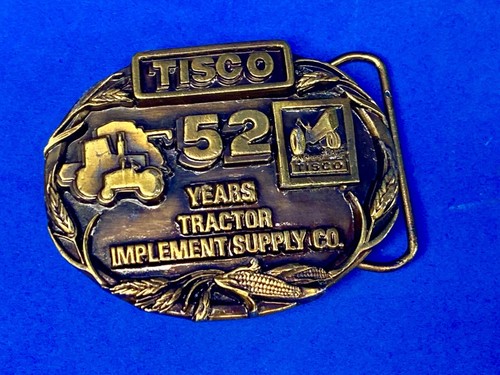 TISCO
52
TISCO
YEARS
TRACTOR
IMPLEMENT SUPPLY CO.